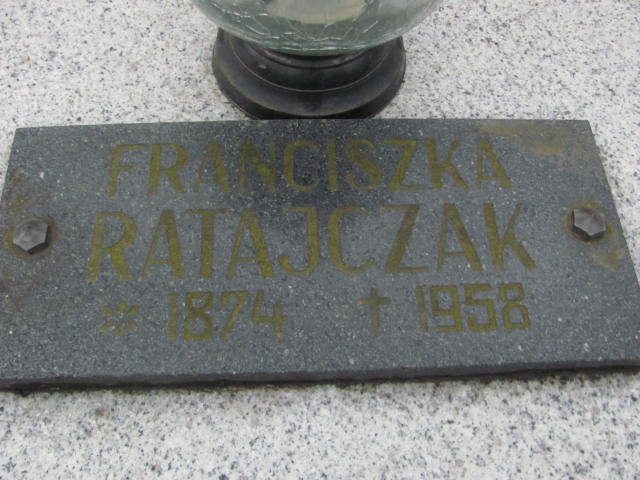 FRANCISZKA
RATAJCZAK
* 1874 † 1958